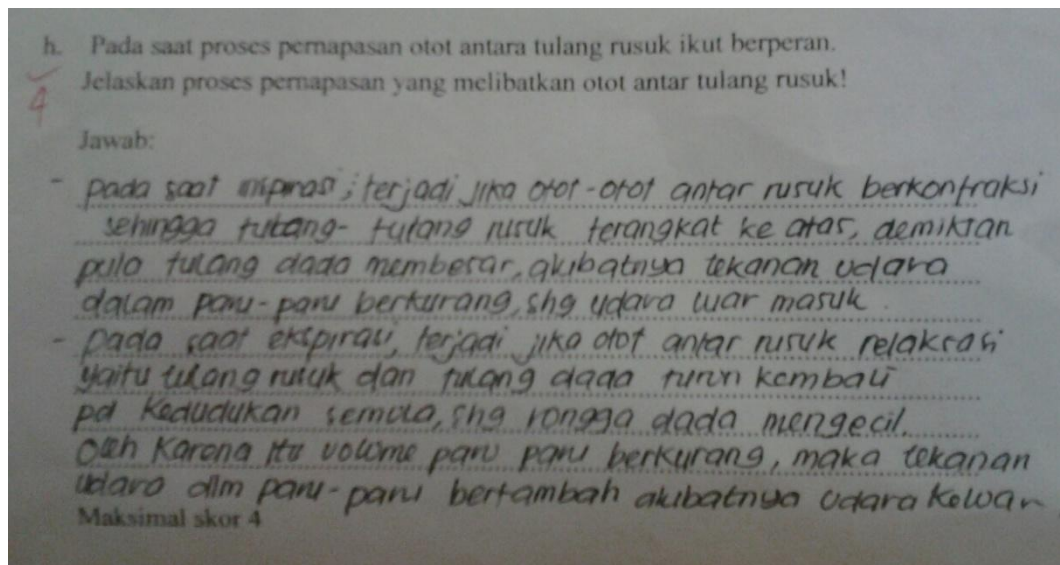 h. Pada saat proses pernapasan otot antara tulang rusuk ikut berperan.
Jelaskan proses pernapasan yang melibatkan otot antar tulang rusuk!
4
Jawab:
- pada saat inspirasi ; terjadi jika otot-otot antar rusuk berkontraksi
sehingga tulang-tulang rusuk terangkat ke atas, demikian
pula tulang dada membesar, akibatnya tekanan udara
dalam paru-paru berkurang, shg udara luar masuk.
- pada saat ekspirasi, terjadi jika otot antar rusuk relaksasi
yaitu tulang rusuk dan tulang dada turun kembali
pd kedudukan semula, shg rongga dada mengecil.
Oleh Karena itu volume paru paru berkurang, maka tekanan
udara dlm paru-paru bertambah akibatnya udara keluar
Maksimal skor 4